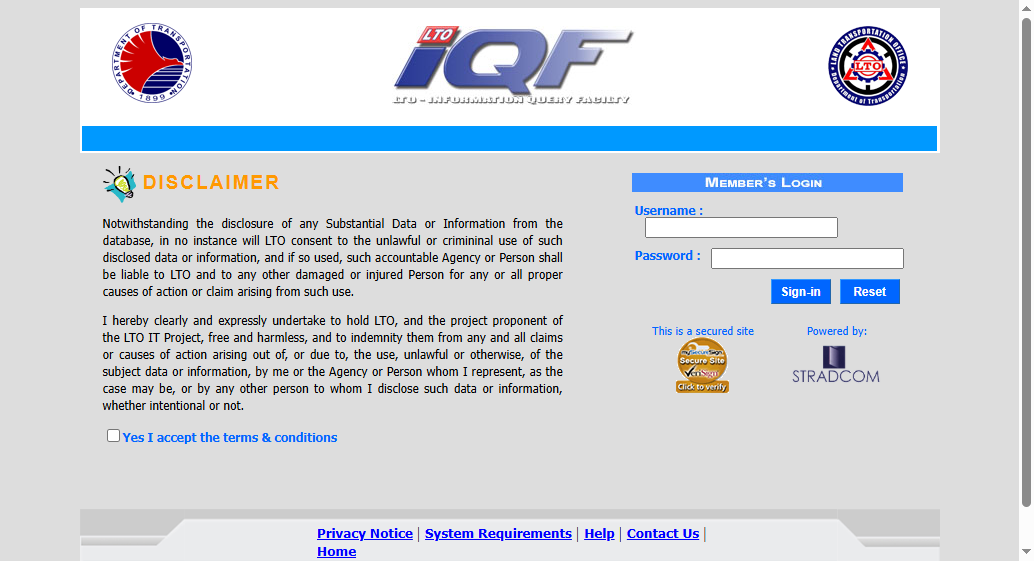 DEPARTMENT OF TRANSPORTATION
1899
LTO
iQF
LTO - INFORMATION QUERY FACILTY
LAND TRANSPORTATION OFFICE
LTO
Department of Transportation
DISCLAIMER
Notwithstanding the disclosure of any Substantial Data or Information from the
database, in no instance will LTO consent to the unlawful or crimininal use of such
disclosed data or information, and if so used, such accountable Agency or Person shall
be liable to LTO and to any other damaged or injured Person for any or all proper
causes of action or claim arising from such use.
I hereby clearly and expressly undertake to hold LTO, and the project proponent of
the LTO IT Project, free and harmless, and to indemnify them from any and all claims
or causes of action arising out of, or due to, the use, unlawful or otherwise, of the
subject data or information, by me or the Agency or Person whom I represent, as the
case may be, or by any other person to whom I disclose such data or information,
whether intentional or not.
Yes I accept the terms & conditions
Member's Login
Username :
Password :
Sign-in Reset
This is a secured site
mySecureSign
Secure Site
VeriSign
Click to verify
Powered by:
STRADCOM
Privacy Notice | System Requirements | Help | Contact Us |
Home